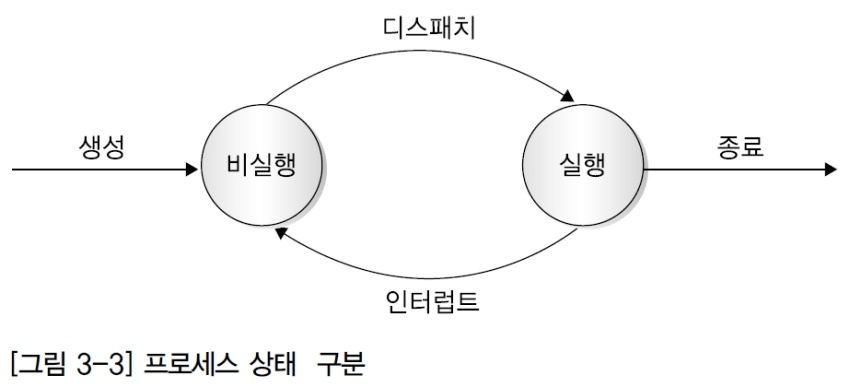 디스패치
생성
비실행
실행
종료
인터럽트
[그림 3-3] 프로세스 상태 구분